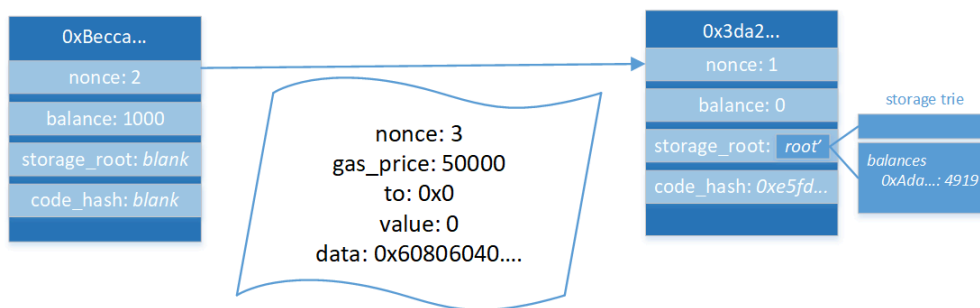 0xBecca...
nonce: 2
balance: 1000
storage_root: blank
code_hash: blank
nonce: 3
gas_price: 50000
to: 0x0
value: 0
data: 0x60806040....
0x3da2...
nonce: 1
balance: 0
storage_root: root’
code_hash: 0xe5fd...
storage trie
balances
0xAda...: 4919